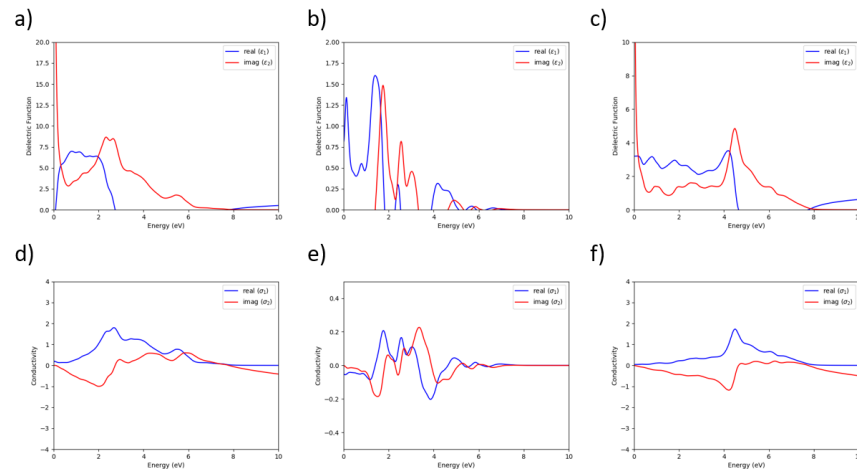 a)
b)
c)
20.0
17.5
15.0
12.5
10.0
7.5
5.0
2.5
0.0
Dielectric Function
0 2 4 6 8 10
Energy (eV)
real (ε₁)
imag (ε₂)
2.00
1.75
1.50
1.25
1.00
0.75
0.50
0.25
0.00
Dielectric Function
0 2 4 6 8 10
Energy (eV)
real (ε₁)
imag (ε₂)
10
8
6
4
2
0
Dielectric Function
0 2 4 6 8 10
Energy (eV)
real (ε₁)
imag (ε₂)
d)
e)
f)
4
3
2
1
0
−1
−2
−3
−4
Conductivity
0 2 4 6 8 10
Energy (eV)
real (σ₁)
imag (σ₂)
0.4
0.2
0.0
−0.2
−0.4
Conductivity
0 2 4 6 8 10
Energy (eV)
real (σ₁)
imag (σ₂)
4
3
2
1
0
−1
−2
−3
−4
Conductivity
0 2 4 6 8 10
Energy (eV)
real (σ₁)
imag (σ₂)